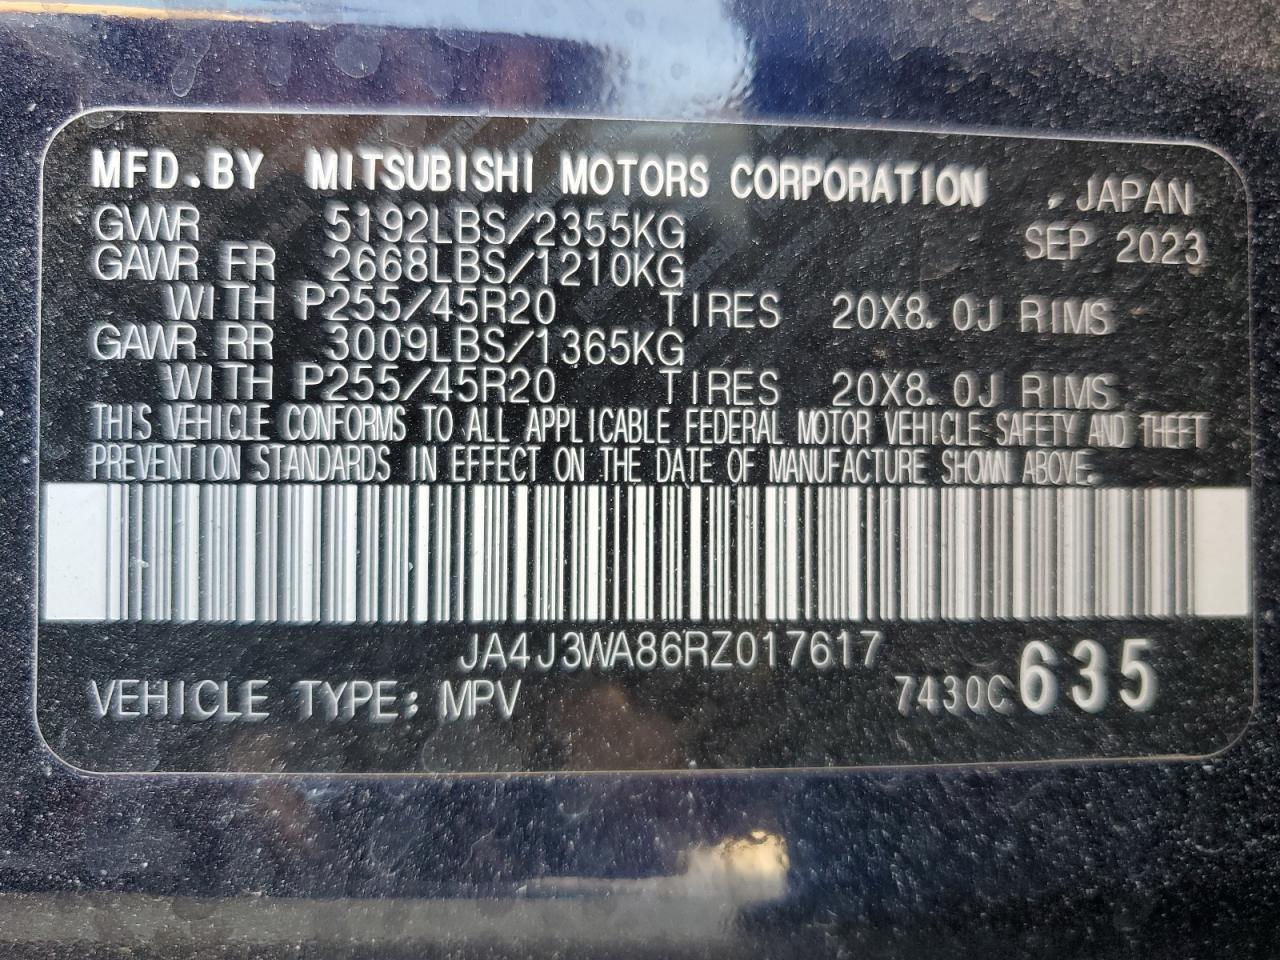 MFD.BY MITSUBISHI MOTORS CORPORATION , JAPAN
GVWR 5192LBS/2355KG SEP 2023
GAWR FR 2668LBS/1210KG
WITH P255/45R20 TIRES 20X8.0J RIMS
GAWR RR 3009LBS/1365KG
WITH P255/45R20 TIRES 20X8.0J RIMS
THIS VEHICLE CONFORMS TO ALL APPLICABLE FEDERAL MOTOR VEHICLE SAFETY AND THEFT
PREVENTION STANDARDS IN EFFECT ON THE DATE OF MANUFACTURE SHOWN ABOVE.
JA4J3WA86RZ017617
VEHICLE TYPE: MPV 7430C 635